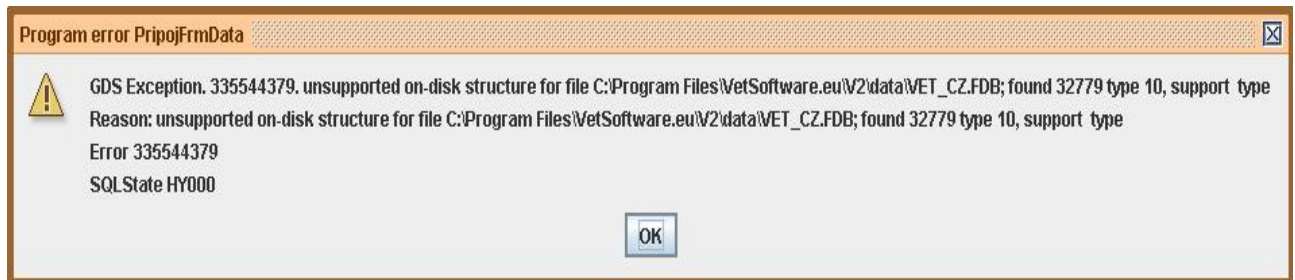 Program error PripojFrmData
GDS Exception. 335544379. unsupported on-disk structure for file C:\Program Files\VetSoftware.eu\V2\data\VET_CZ.FDB; found 32779 type 10, support type
Reason: unsupported on-disk structure for file C:\Program Files\VetSoftware.eu\V2\data\VET_CZ.FDB; found 32779 type 10, support type
Error 335544379
SQLState HY000
OK